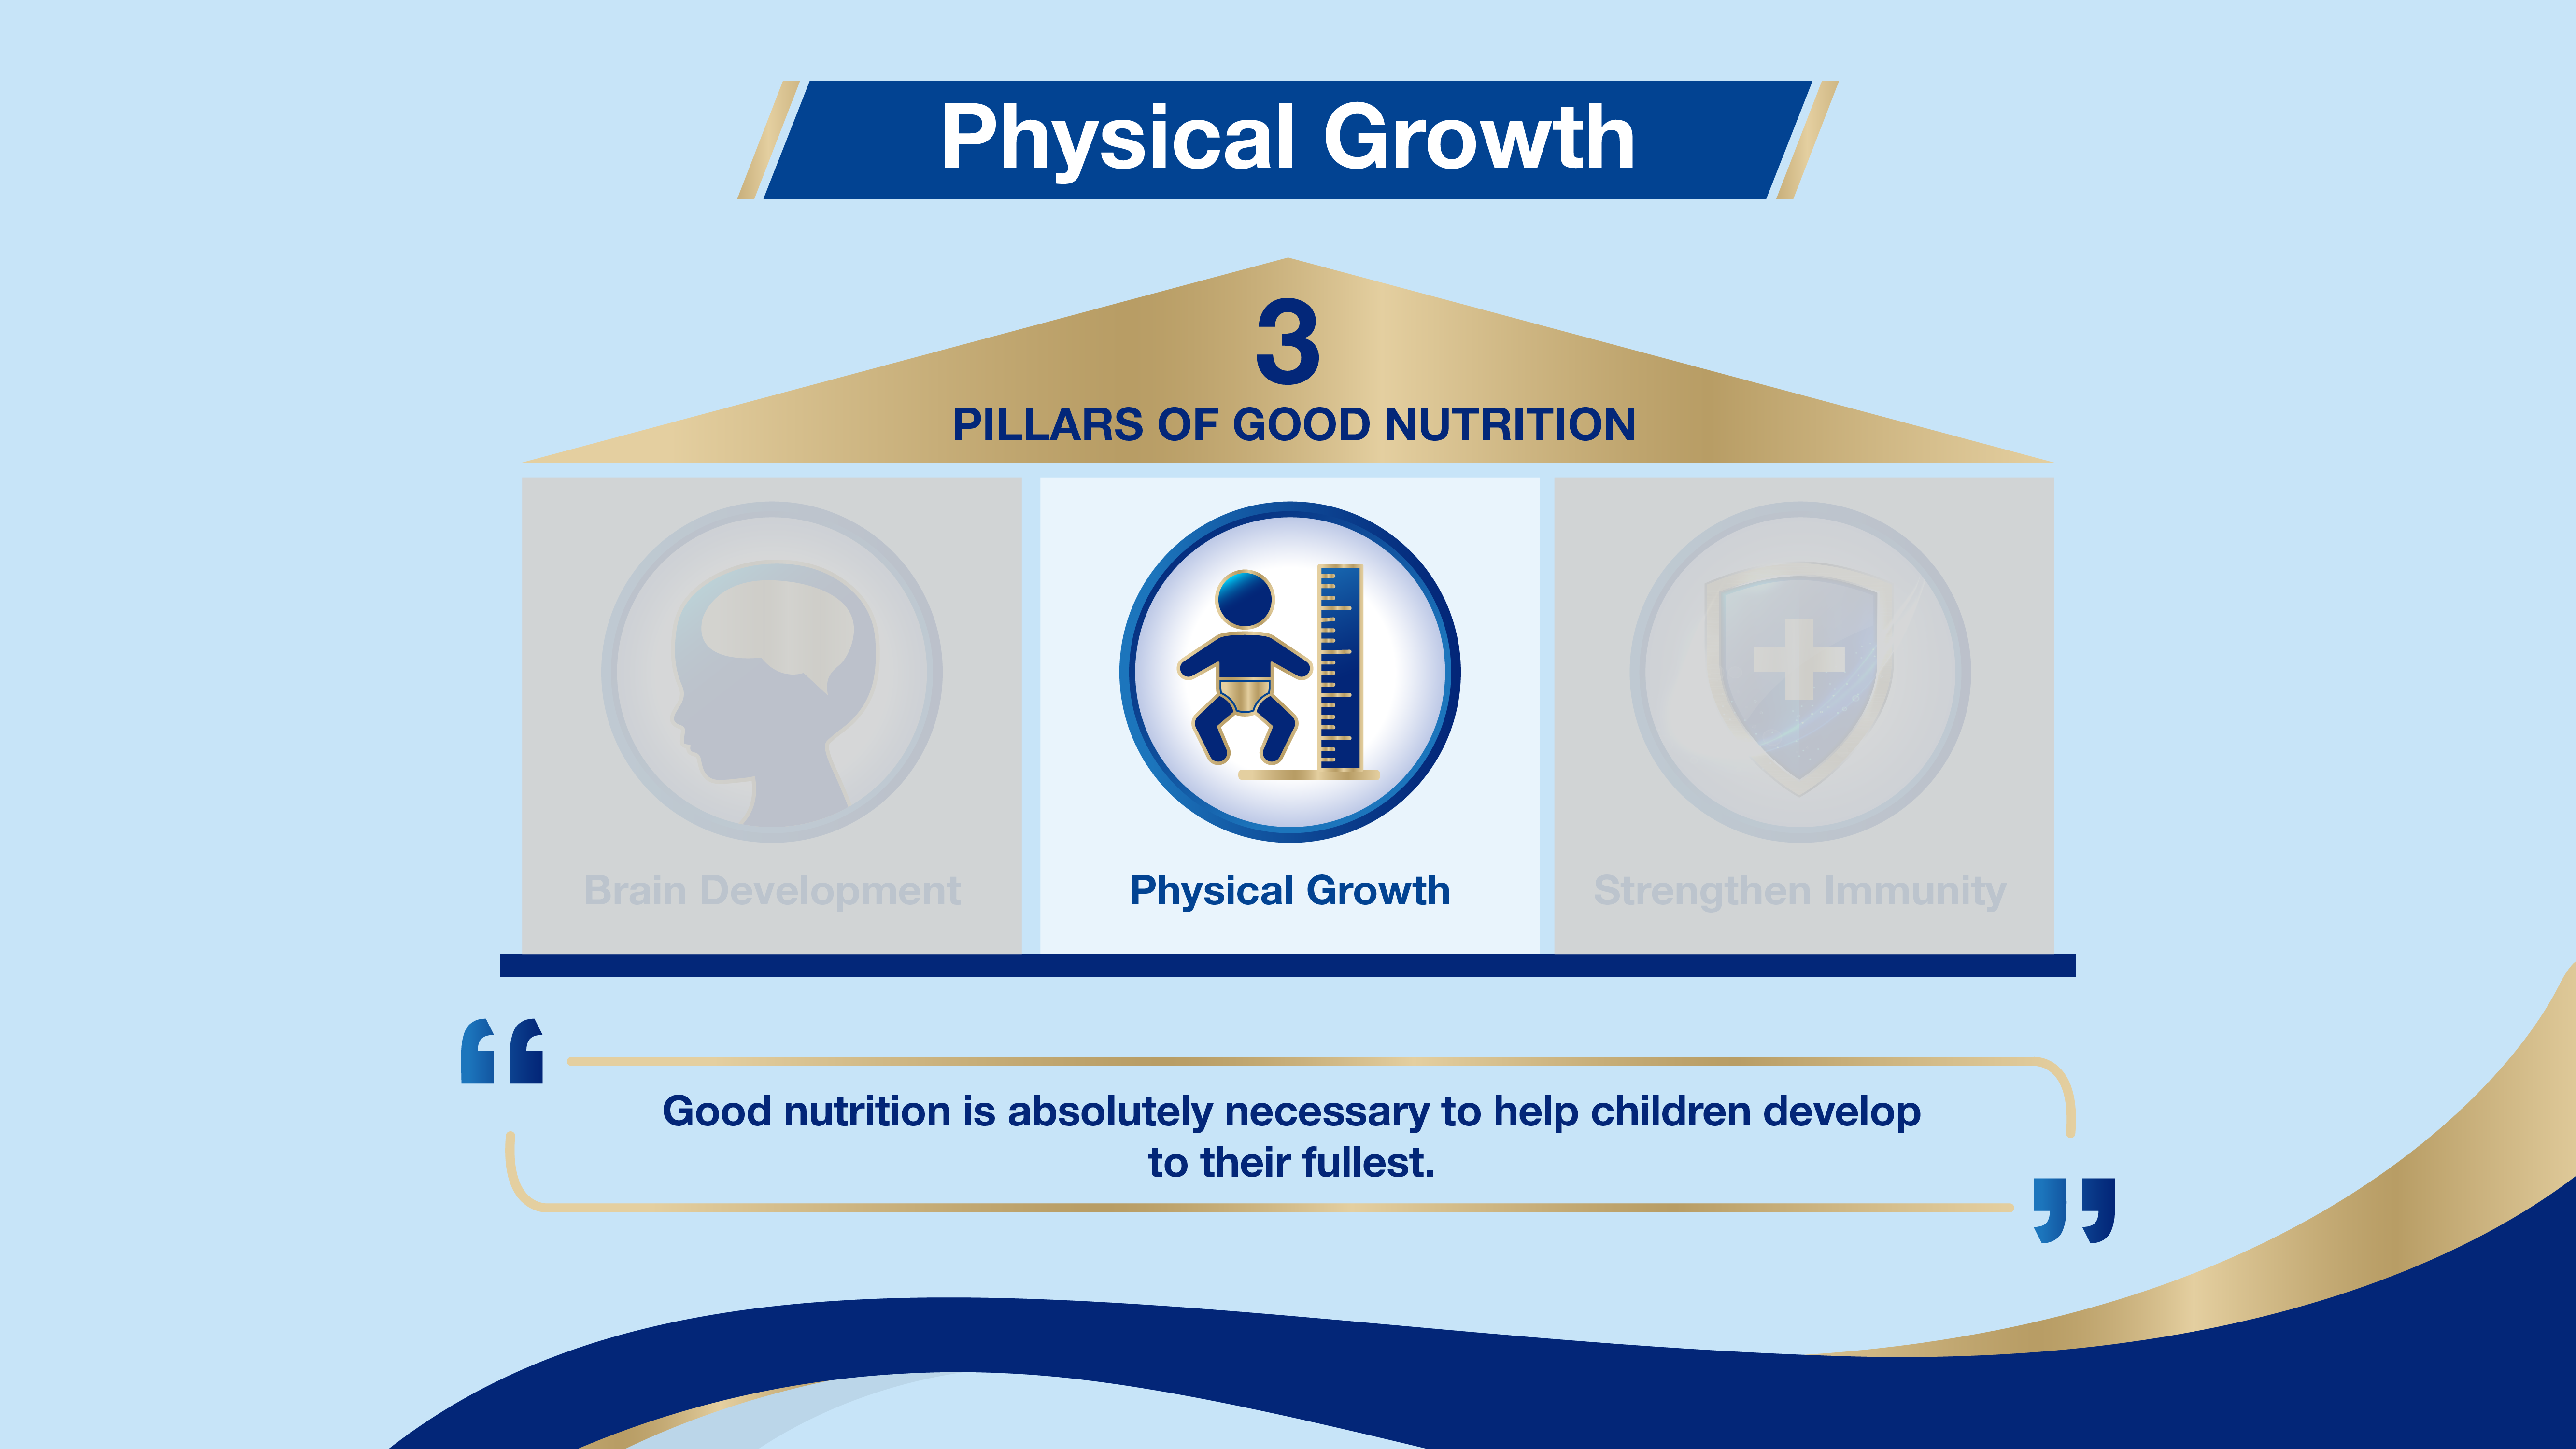 Physical Growth
3
PILLARS OF GOOD NUTRITION
Brain Development
Physical Growth
Strengthen Immunity
“Good nutrition is absolutely necessary to help children develop
to their fullest.”